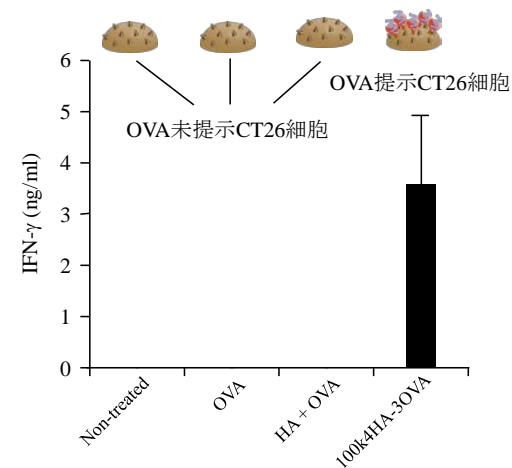 OVA提示CT26細胞
OVA未提示CT26細胞
IFN-γ (ng/ml)
6
5
4
3
2
1
0
Non-treated
OVA
HA + OVA
100k4HA-3OVA